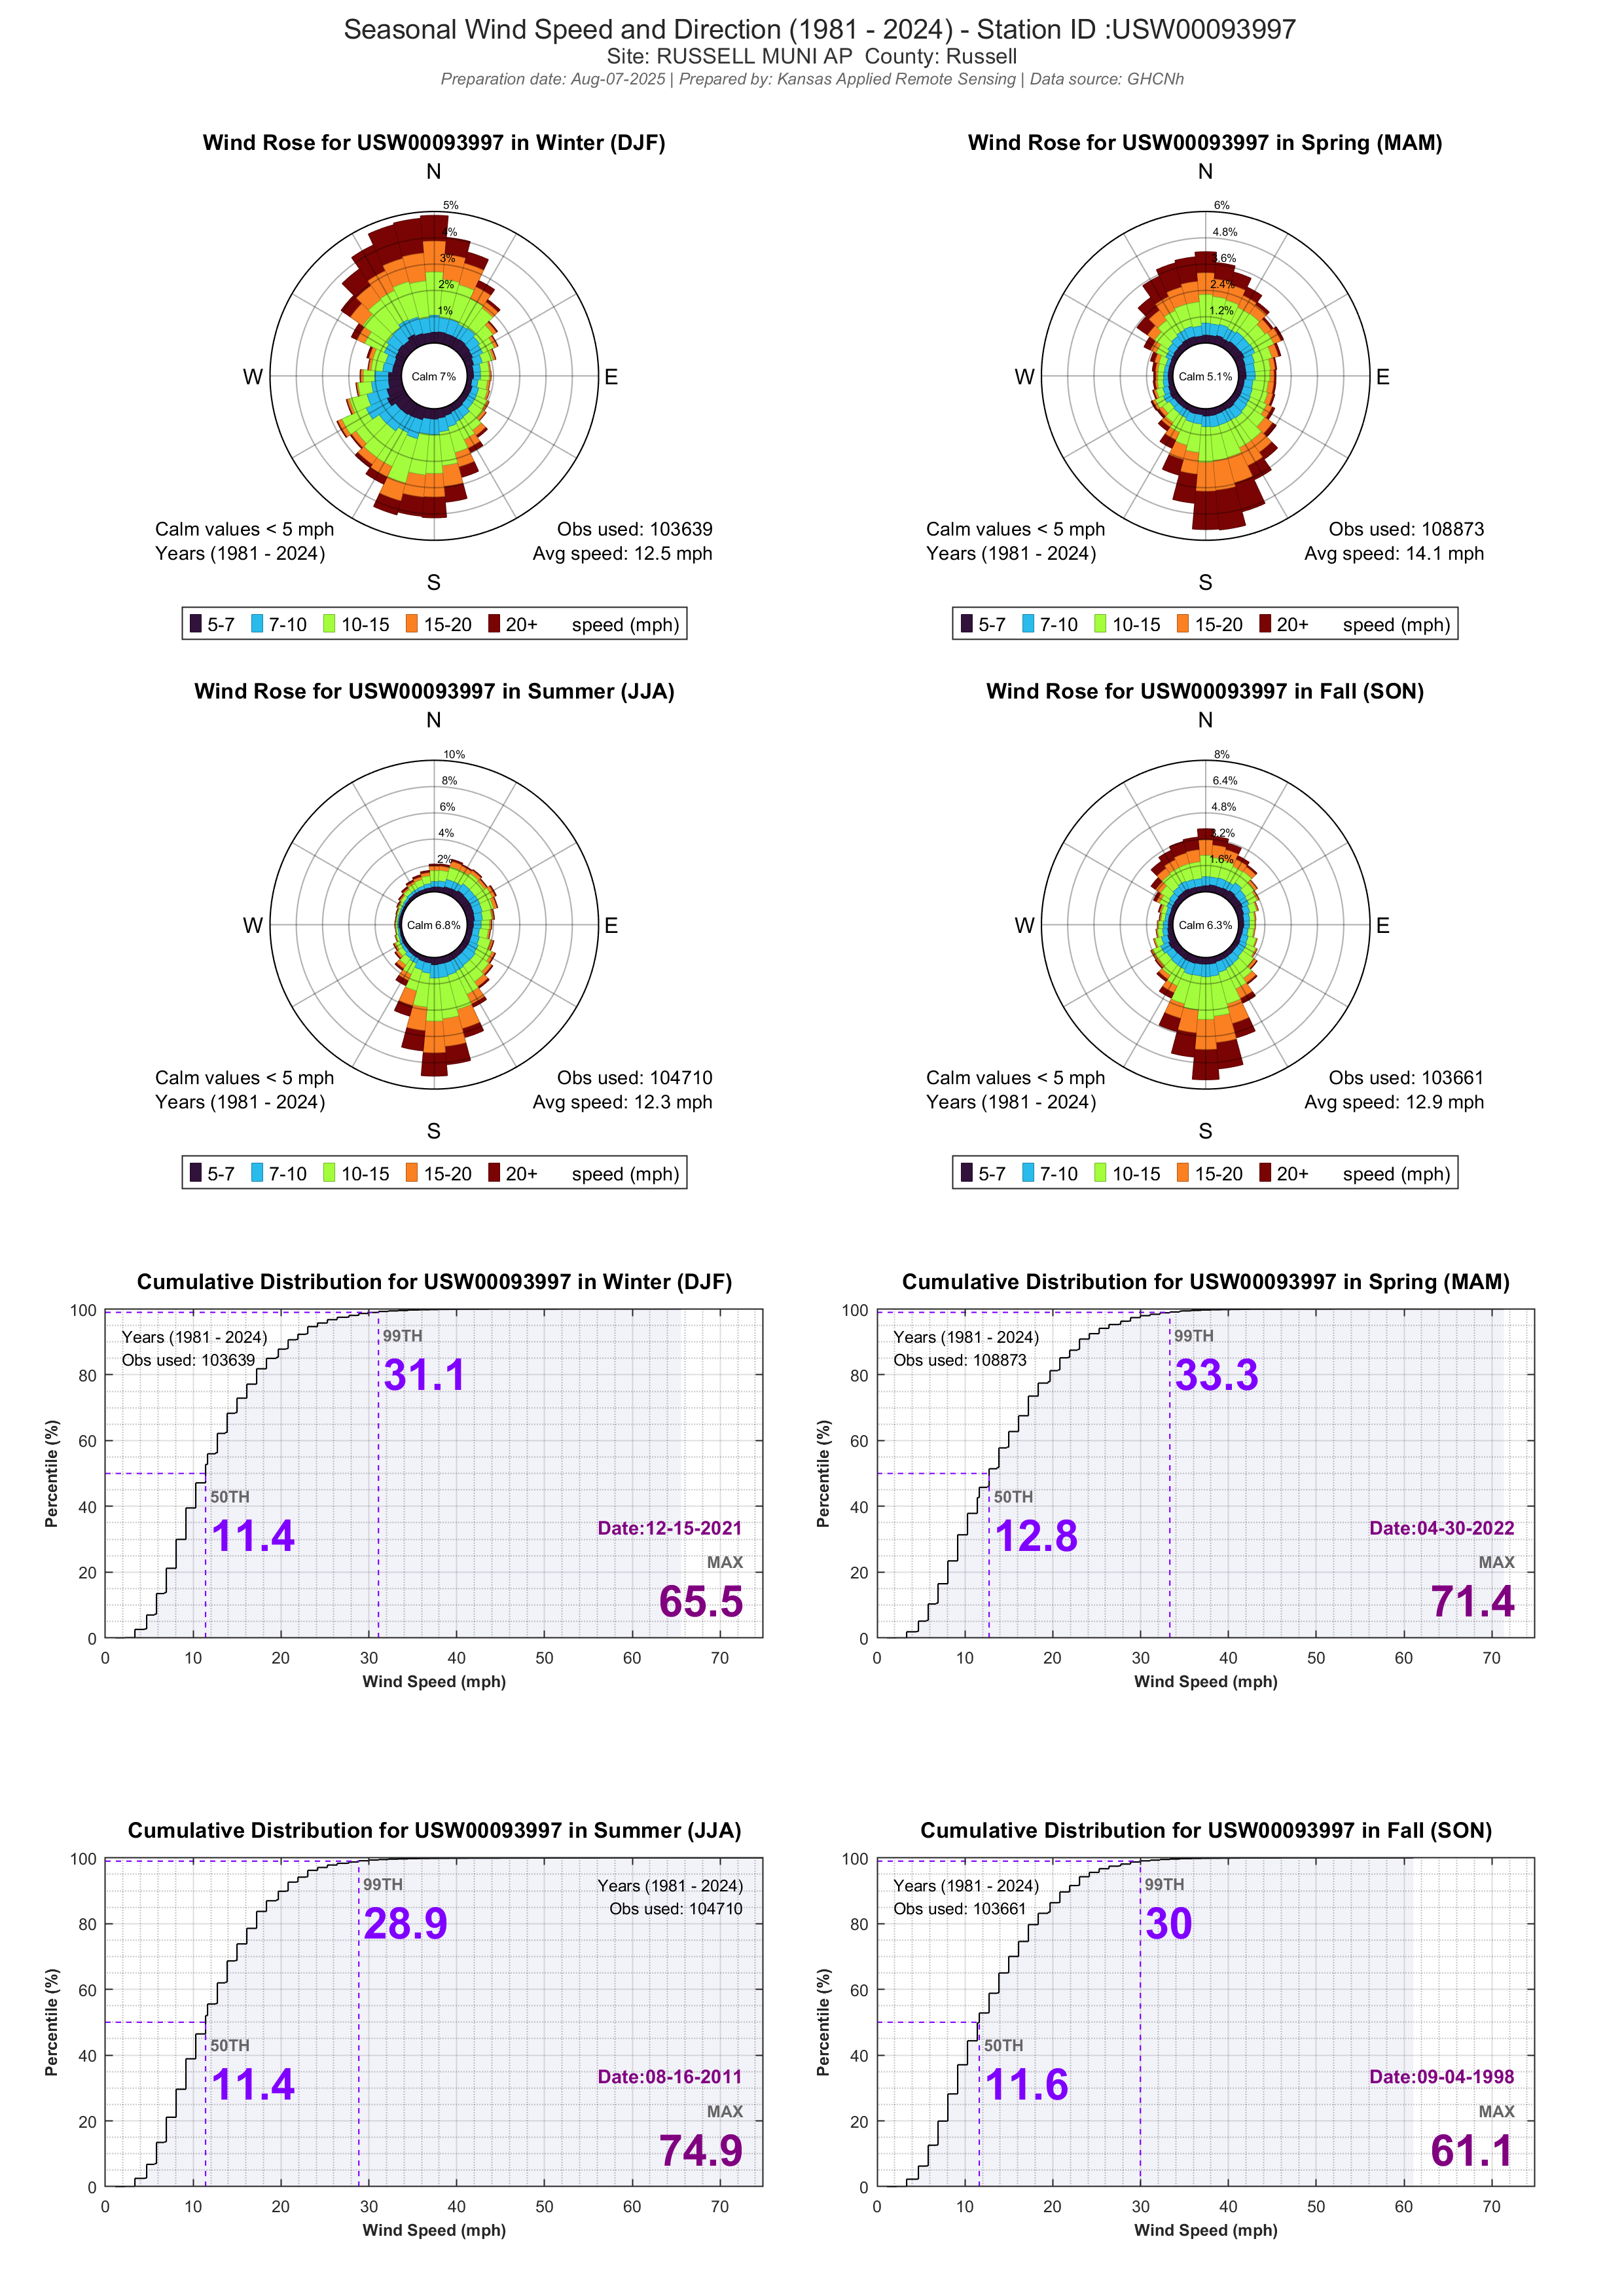 Seasonal Wind Speed and Direction (1981 - 2024) - Station ID :USW00093997
Site: RUSSELL MUNI AP  County: Russell
Preparation date: Aug-07-2025 | Prepared by: Kansas Applied Remote Sensing | Data source: GHCNh
Wind Rose for USW00093997 in Winter (DJF)
N
5%
4%
3%
2%
1%
W
Calm 7%
E
Calm values < 5 mph
Obs used: 103639
Years (1981 - 2024)
Avg speed: 12.5 mph
S
5-7 7-10 10-15 15-20 20+ speed (mph)
Wind Rose for USW00093997 in Spring (MAM)
N
6%
4.8%
3.6%
2.4%
1.2%
W
Calm 5.1%
E
Calm values < 5 mph
Obs used: 108873
Years (1981 - 2024)
Avg speed: 14.1 mph
S
5-7 7-10 10-15 15-20 20+ speed (mph)
Wind Rose for USW00093997 in Summer (JJA)
N
10%
8%
6%
4%
2%
W
Calm 6.8%
E
Calm values < 5 mph
Obs used: 104710
Years (1981 - 2024)
Avg speed: 12.3 mph
S
5-7 7-10 10-15 15-20 20+ speed (mph)
Wind Rose for USW00093997 in Fall (SON)
N
8%
6.4%
4.8%
3.2%
1.6%
W
Calm 6.3%
E
Calm values < 5 mph
Obs used: 103661
Years (1981 - 2024)
Avg speed: 12.9 mph
S
5-7 7-10 10-15 15-20 20+ speed (mph)
Cumulative Distribution for USW00093997 in Winter (DJF)
100
80
60
40
20
0
Percentile (%)
Years (1981 - 2024)
Obs used: 103639
99TH
31.1
50TH
11.4
Date:12-15-2021
MAX
65.5
0 10 20 30 40 50 60 70
Wind Speed (mph)
Cumulative Distribution for USW00093997 in Spring (MAM)
100
80
60
40
20
0
Percentile (%)
Years (1981 - 2024)
Obs used: 108873
99TH
33.3
50TH
12.8
Date:04-30-2022
MAX
71.4
0 10 20 30 40 50 60 70
Wind Speed (mph)
Cumulative Distribution for USW00093997 in Summer (JJA)
100
80
60
40
20
0
Percentile (%)
99TH
28.9
Years (1981 - 2024)
Obs used: 104710
50TH
11.4
Date:08-16-2011
MAX
74.9
0 10 20 30 40 50 60 70
Wind Speed (mph)
Cumulative Distribution for USW00093997 in Fall (SON)
100
80
60
40
20
0
Percentile (%)
Years (1981 - 2024)
Obs used: 103661
99TH
30
50TH
11.6
Date:09-04-1998
MAX
61.1
0 10 20 30 40 50 60 70
Wind Speed (mph)